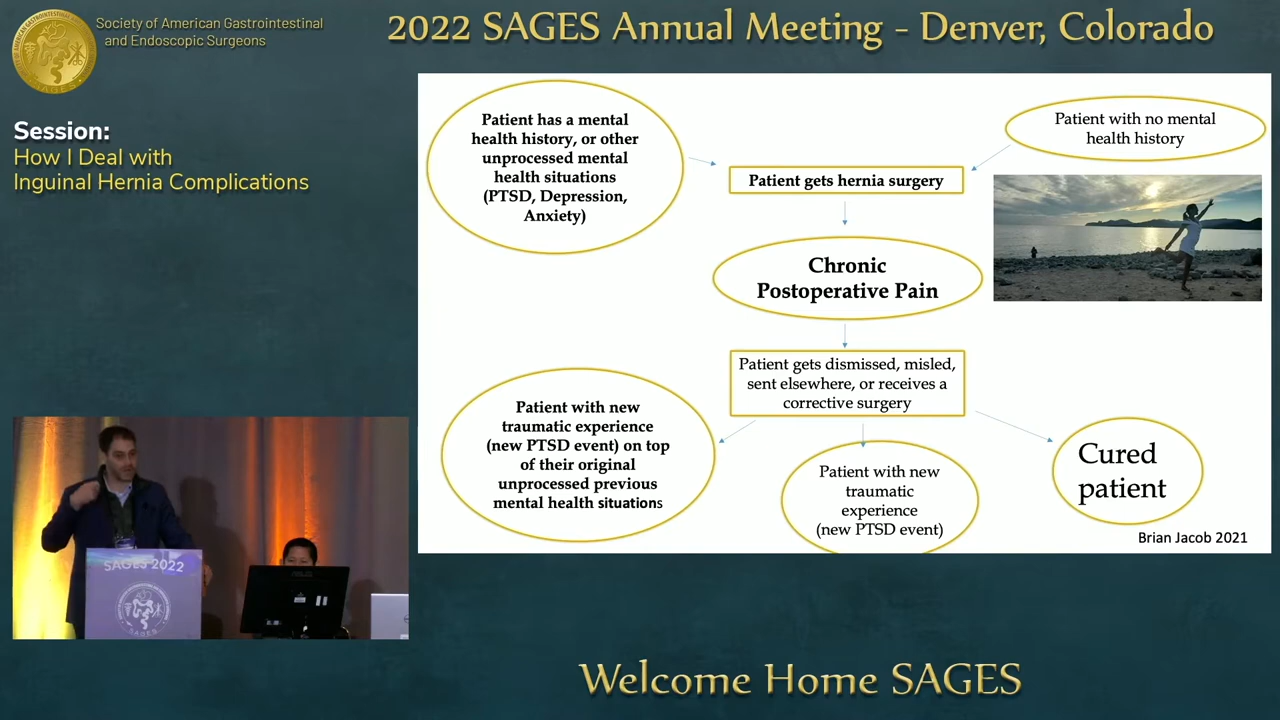 Society of American Gastrointestinal
and Endoscopic Surgeons
2022 SAGES Annual Meeting - Denver, Colorado
Session:
How I Deal with
Inguinal Hernia Complications
Patient has a mental
health history, or other
unprocessed mental
health situations
(PTSD, Depression,
Anxiety)
Patient with no mental
health history
Patient gets hernia surgery
Chronic
Postoperative Pain
Patient gets dismissed, misled,
sent elsewhere, or receives a
corrective surgery
Patient with new
traumatic experience
(new PTSD event) on top
of their original
unprocessed previous
mental health situations
Patient with new
traumatic
experience
(new PTSD event)
Cured
patient
Brian Jacob 2021
SAGES 2022
SAGES
Welcome Home SAGES